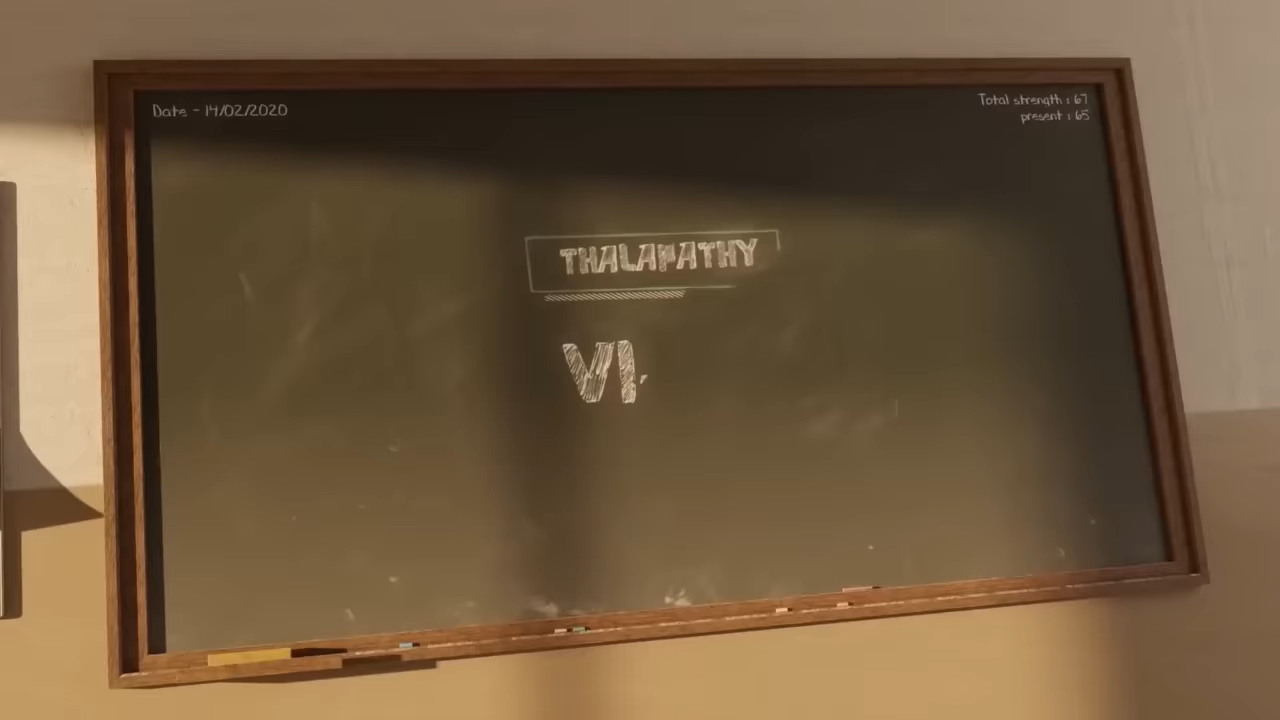 Date - 14/02/2020
Total strength : 67
present : 65
THALAPATHY
VI